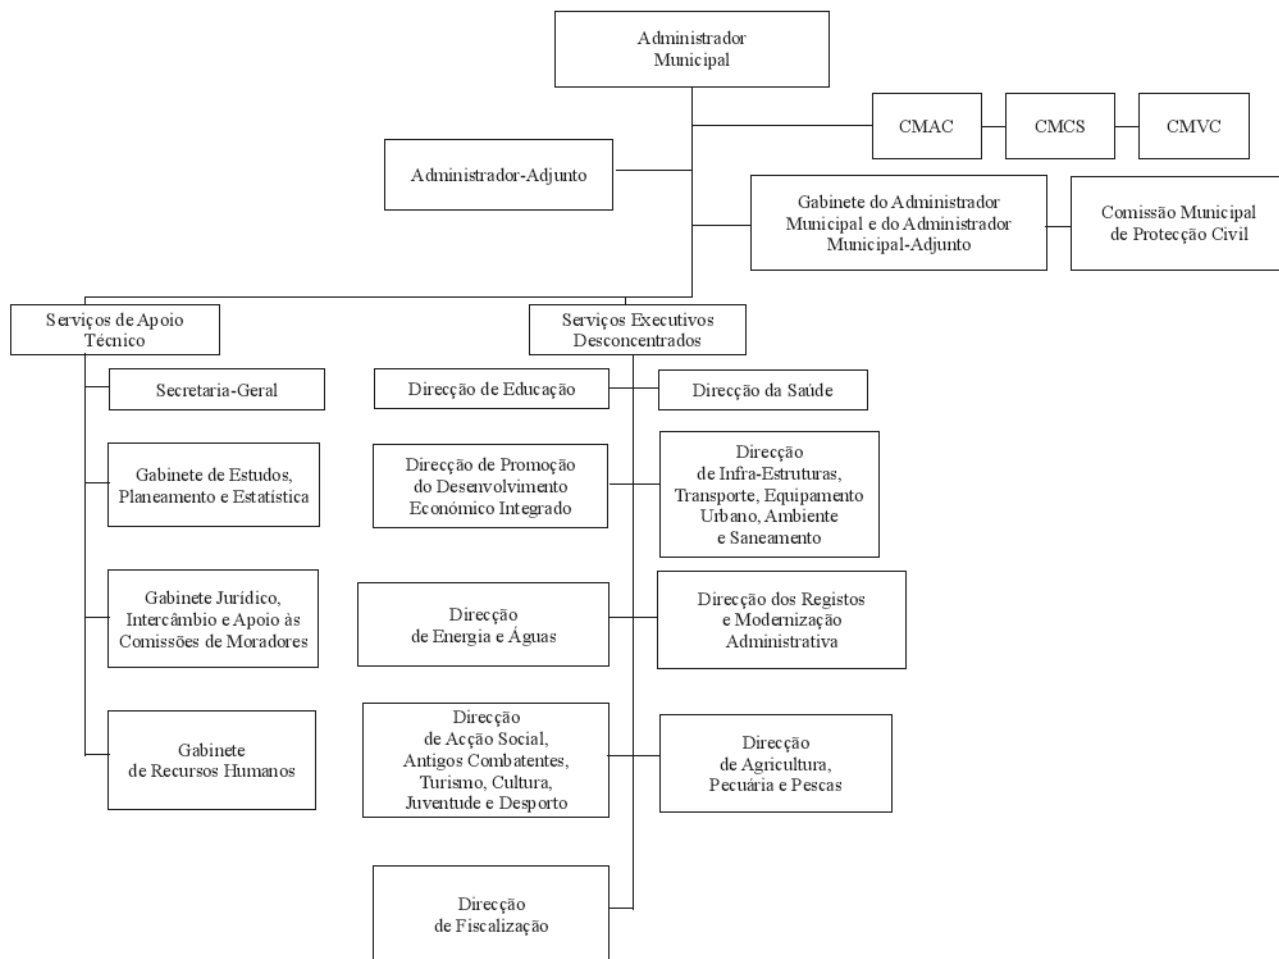 Administrador
Municipal
CMAC
CMCS
CMVC
Administrador-Adjunto
Gabinete do Administrador
Municipal e do Administrador
Municipal-Adjunto
Comissão Municipal
de Protecção Civil
Serviços de Apoio
Técnico
Serviços Executivos
Desconcentrados
Secretaria-Geral
Direcção de Educação
Direcção da Saúde
Gabinete de Estudos,
Planeamento e Estatística
Direcção de Promoção
do Desenvolvimento
Económico Integrado
Direcção
de Infra-Estruturas,
Transporte, Equipamento
Urbano, Ambiente
e Saneamento
Gabinete Jurídico,
Intercâmbio e Apoio às
Comissões de Moradores
Direcção
de Energia e Águas
Direcção dos Registos
e Modernização
Administrativa
Gabinete
de Recursos Humanos
Direcção
de Acção Social,
Antigos Combatentes,
Turismo, Cultura,
Juventude e Desporto
Direcção
de Agricultura,
Pecuária e Pescas
Direcção
de Fiscalização